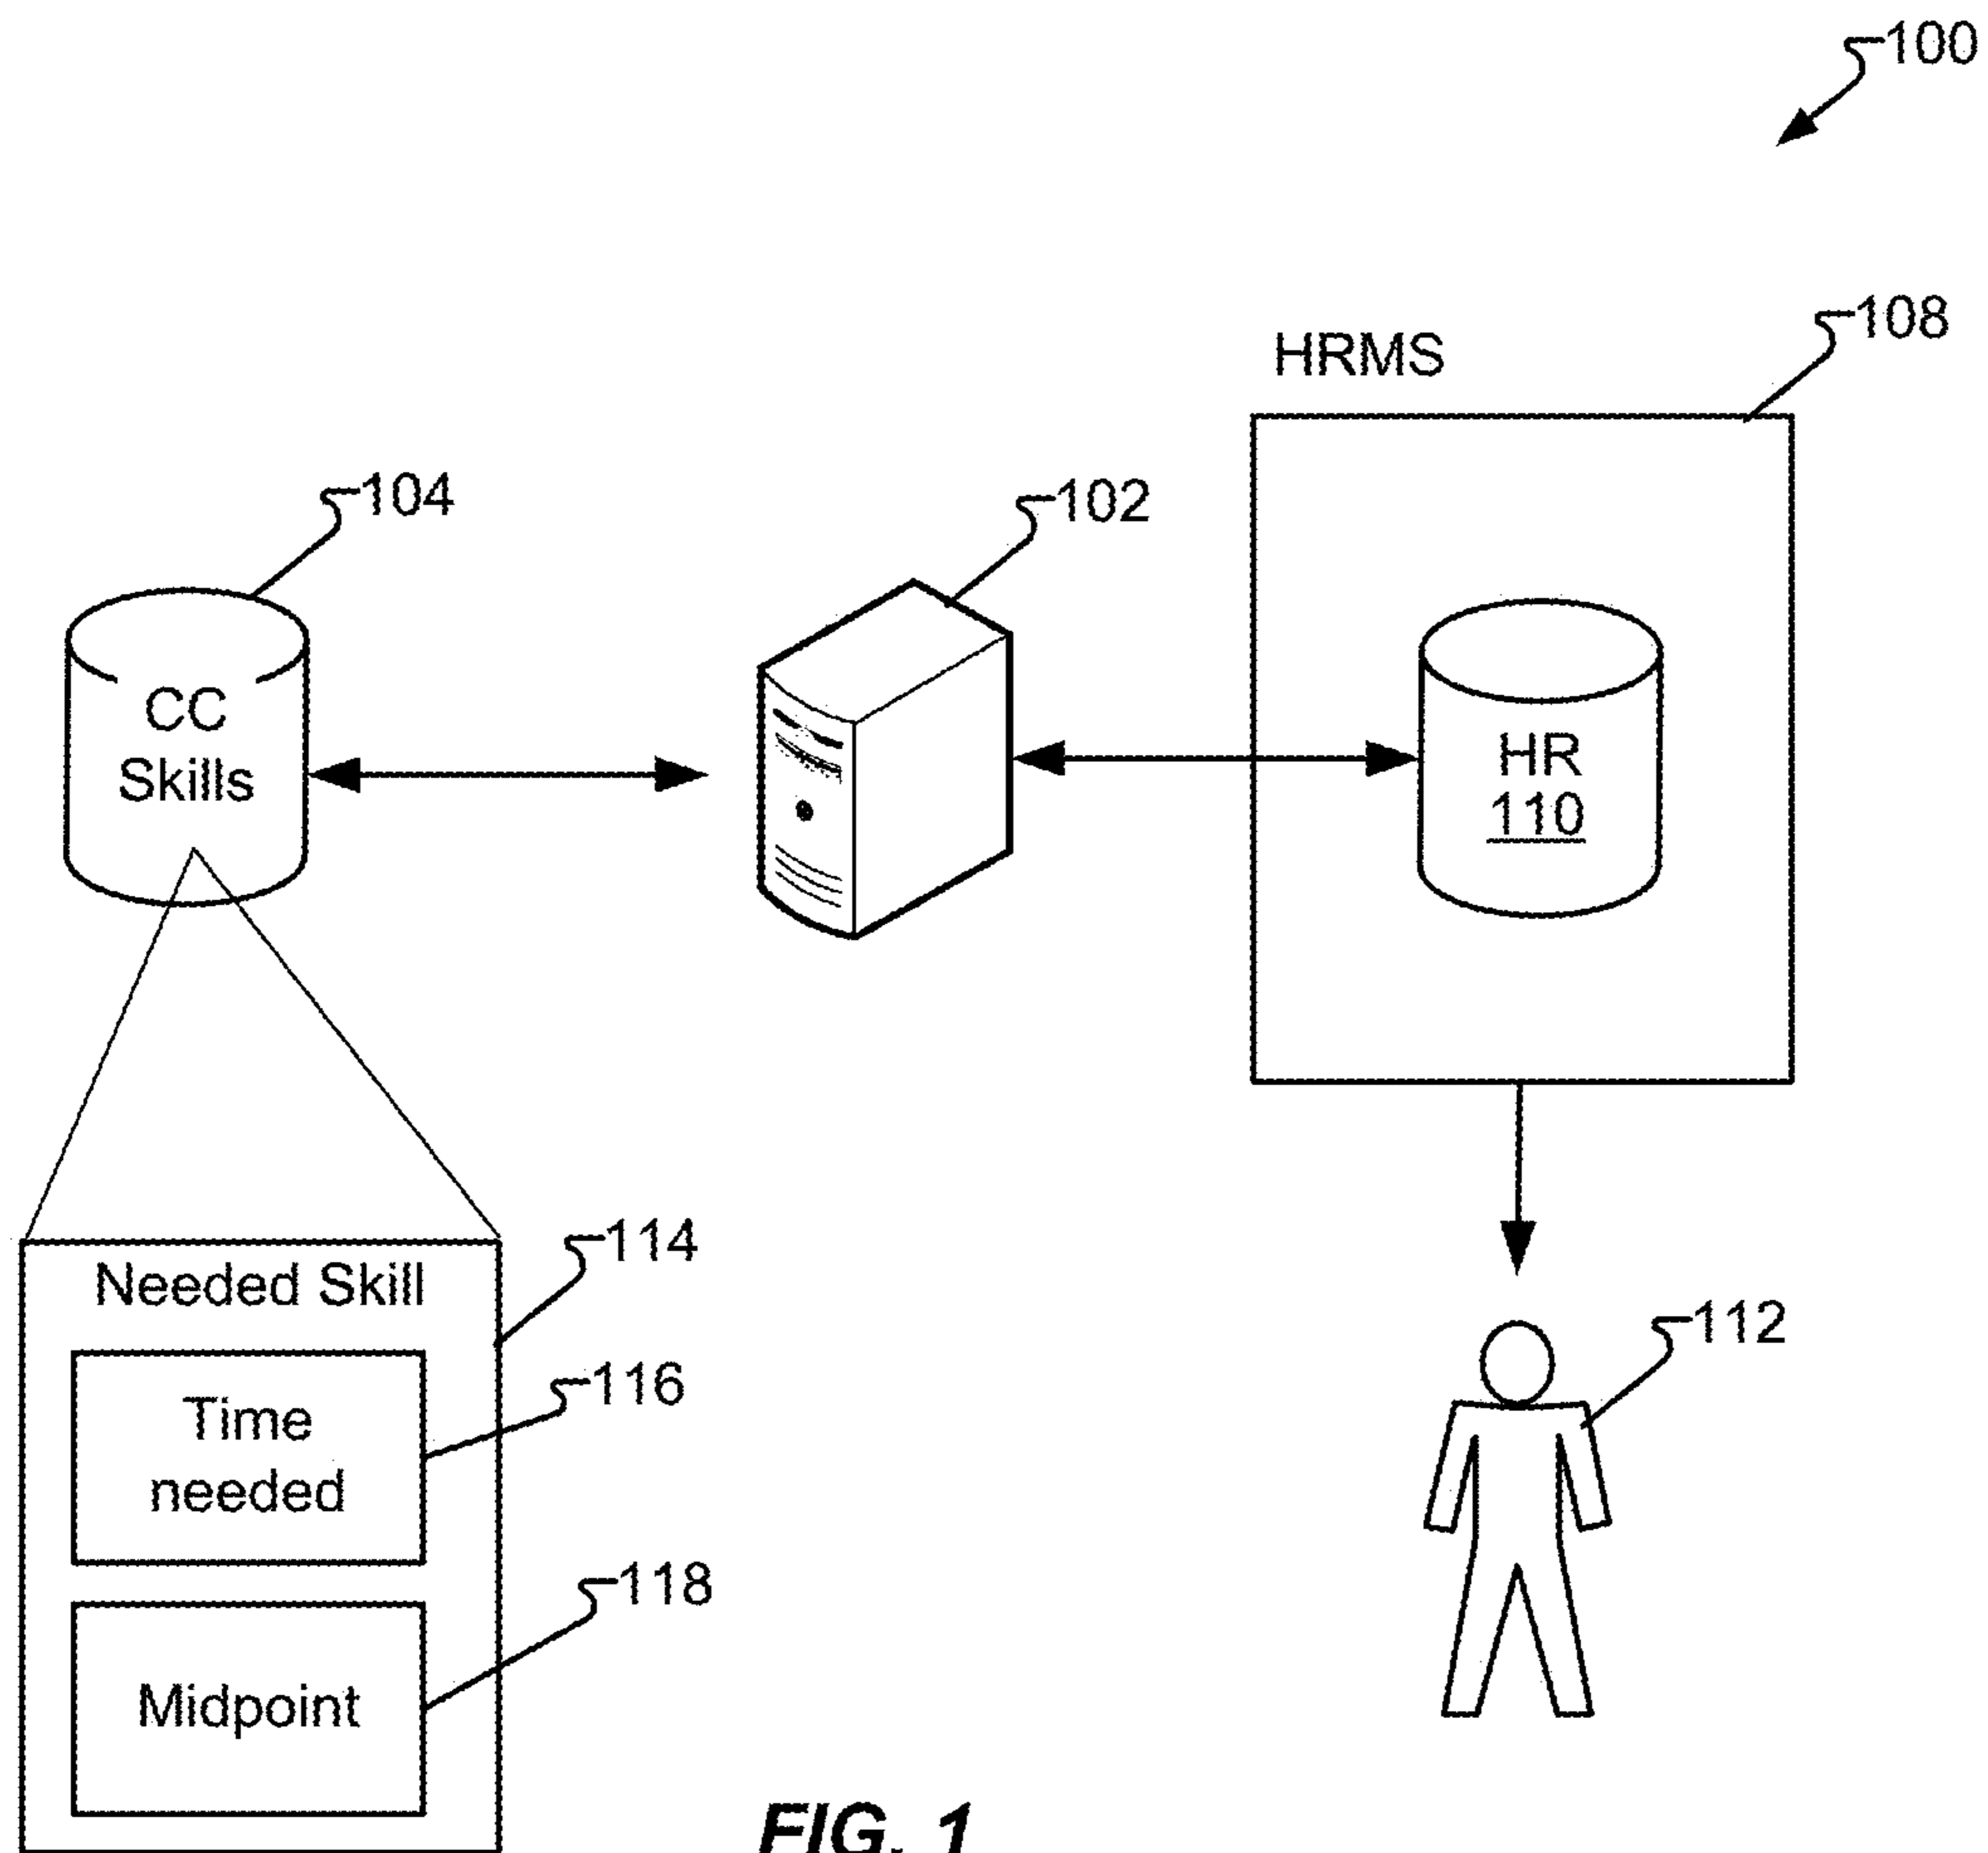 100
108
HRMS
104
102
CC
Skills
HR
110
114
Needed Skill
116
Time
needed
112
118
Midpoint
FIG. 1